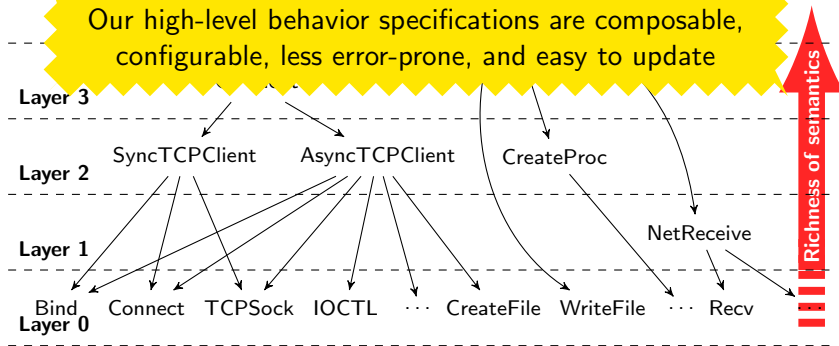 Our high-level behavior specifications are composable,
configurable, less error-prone, and easy to update
Layer 3
SyncTCPClient AsyncTCPClient CreateProc
Layer 2
NetReceive
Layer 1
Bind Connect TCPSock IOCTL ... CreateFile WriteFile ... Recv ...
Layer 0
Richness of semantics